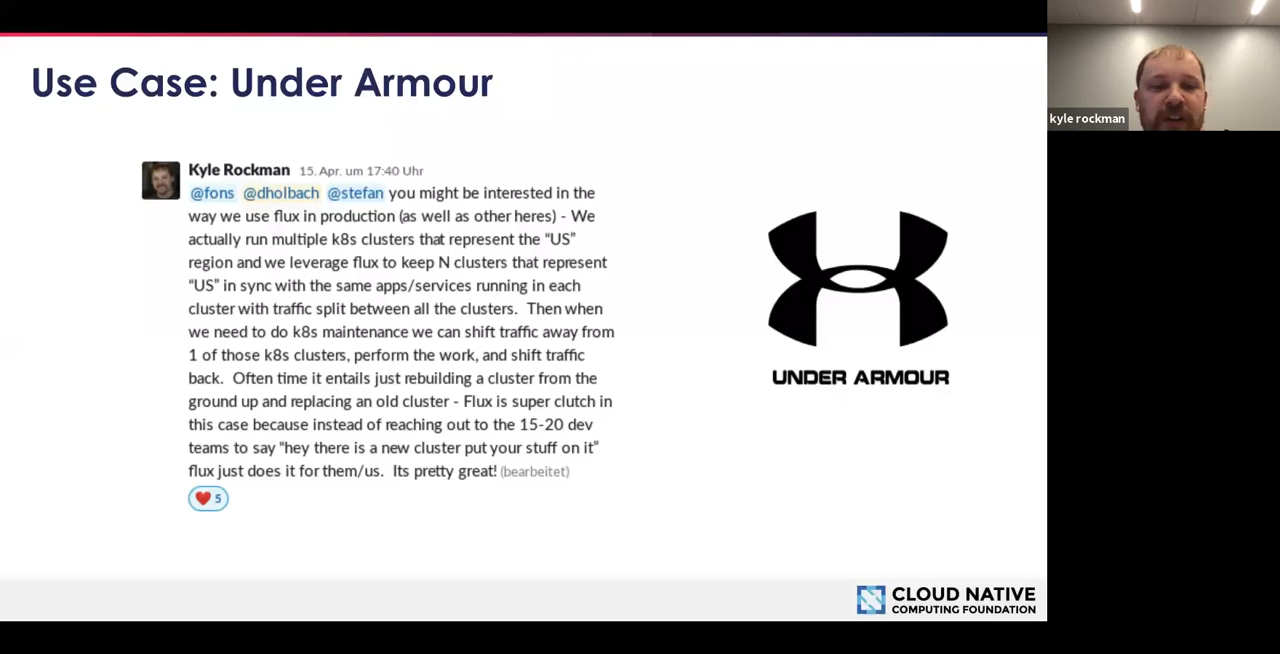 Use Case: Under Armour
kyle rockman
Kyle Rockman 15. Apr. um 17:40 Uhr
@fons @dholbach @stefan you might be interested in the
way we use flux in production (as well as other heres) - We
actually run multiple k8s clusters that represent the “US”
region and we leverage flux to keep N clusters that represent
“US” in sync with the same apps/services running in each
cluster with traffic split between all the clusters. Then when
we need to do k8s maintenance we can shift traffic away from
1 of those k8s clusters, perform the work, and shift traffic
back. Often time it entails just rebuilding a cluster from the
ground up and replacing an old cluster - Flux is super clutch in
this case because instead of reaching out to the 15-20 dev
teams to say “hey there is a new cluster put your stuff on it”
flux just does it for them/us. Its pretty great! (bearbeitet)
5
UNDER ARMOUR
CLOUD NATIVE
COMPUTING FOUNDATION